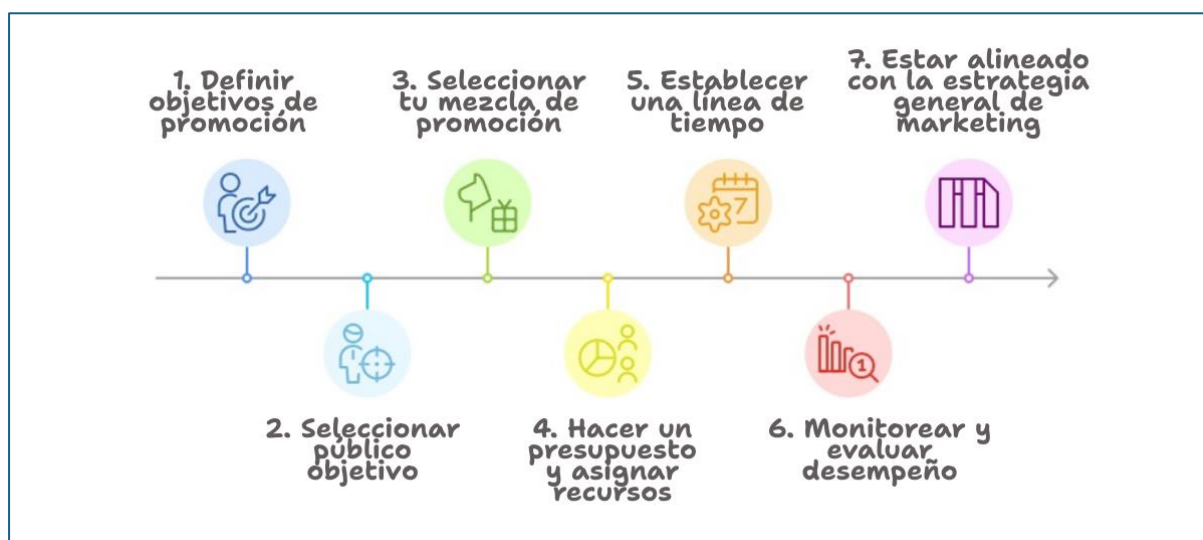 1. Definir
objetivos de
promoción
3. Seleccionar
tu mezcla de
promoción
5. Establecer
una línea de
tiempo
7. Estar alineado
con la estrategia
general de
marketing
7
1
2. Seleccionar
público
objetivo
4. Hacer un
presupuesto
y asignar
recursos
6. Monitorear y
evaluar
desempeño